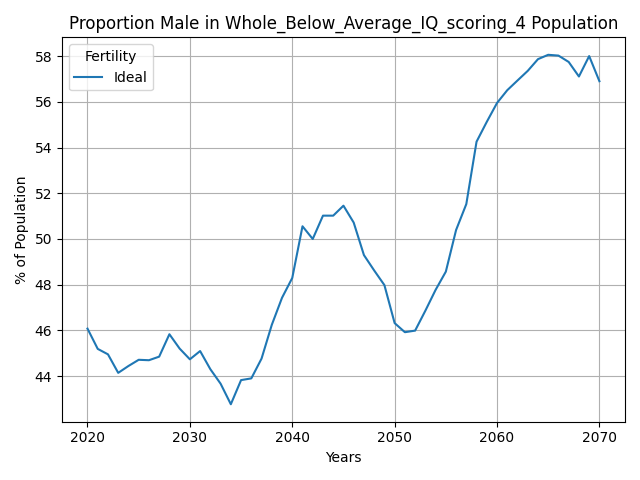 Proportion Male in Whole_Below_Average_IQ_scoring_4 Population
Fertility
Ideal
% of Population
58
56
54
52
50
48
46
44
2020
2030
2040
2050
2060
2070
Years